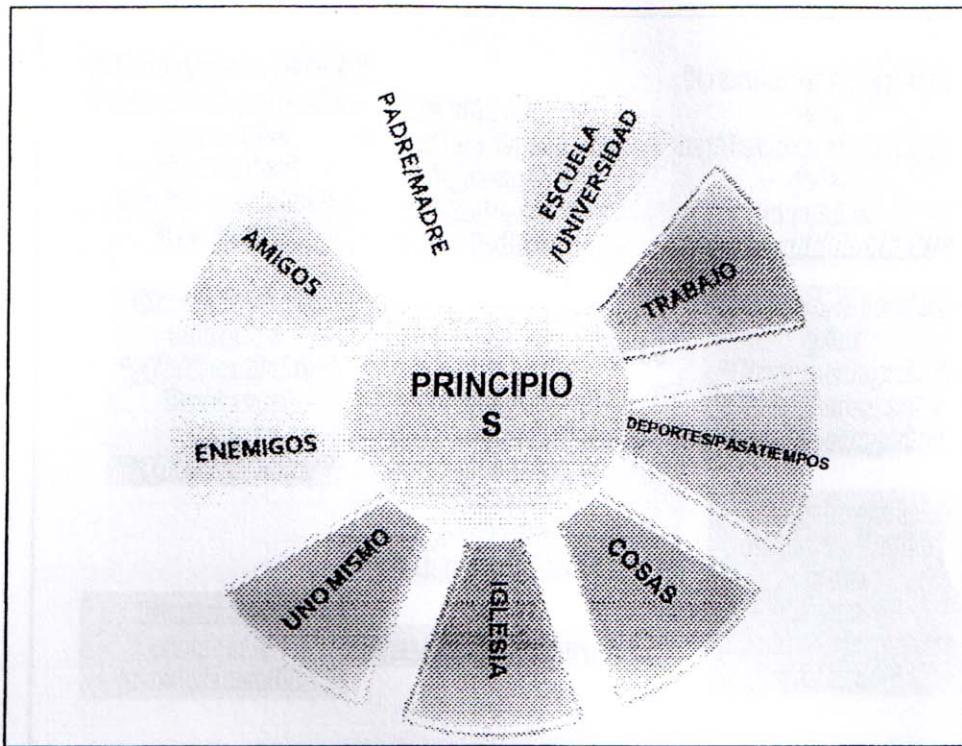 PADRE/MADRE
ESCUELA
/UNIVERSIDAD
TRABAJO
DEPORTES/PASATIEMPOS
COSAS
IGLESIA
UNO MISMO
ENEMIGOS
AMIGOS
PRINCIPIO
S